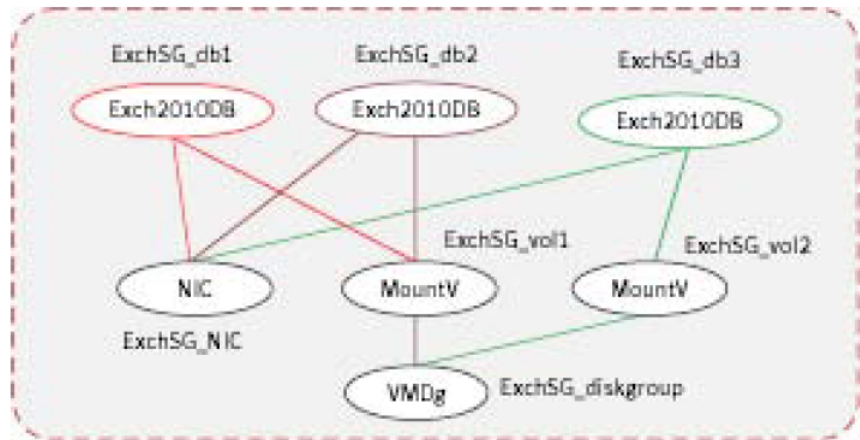 ExchSG_db1
ExchSG_db2
ExchSG_db3
Exch2010DB
Exch2010DB
Exch2010DB
ExchSG_vol1
ExchSG_vol2
NIC
MountV
MountV
ExchSG_NIC
VMDg
ExchSG_diskgroup